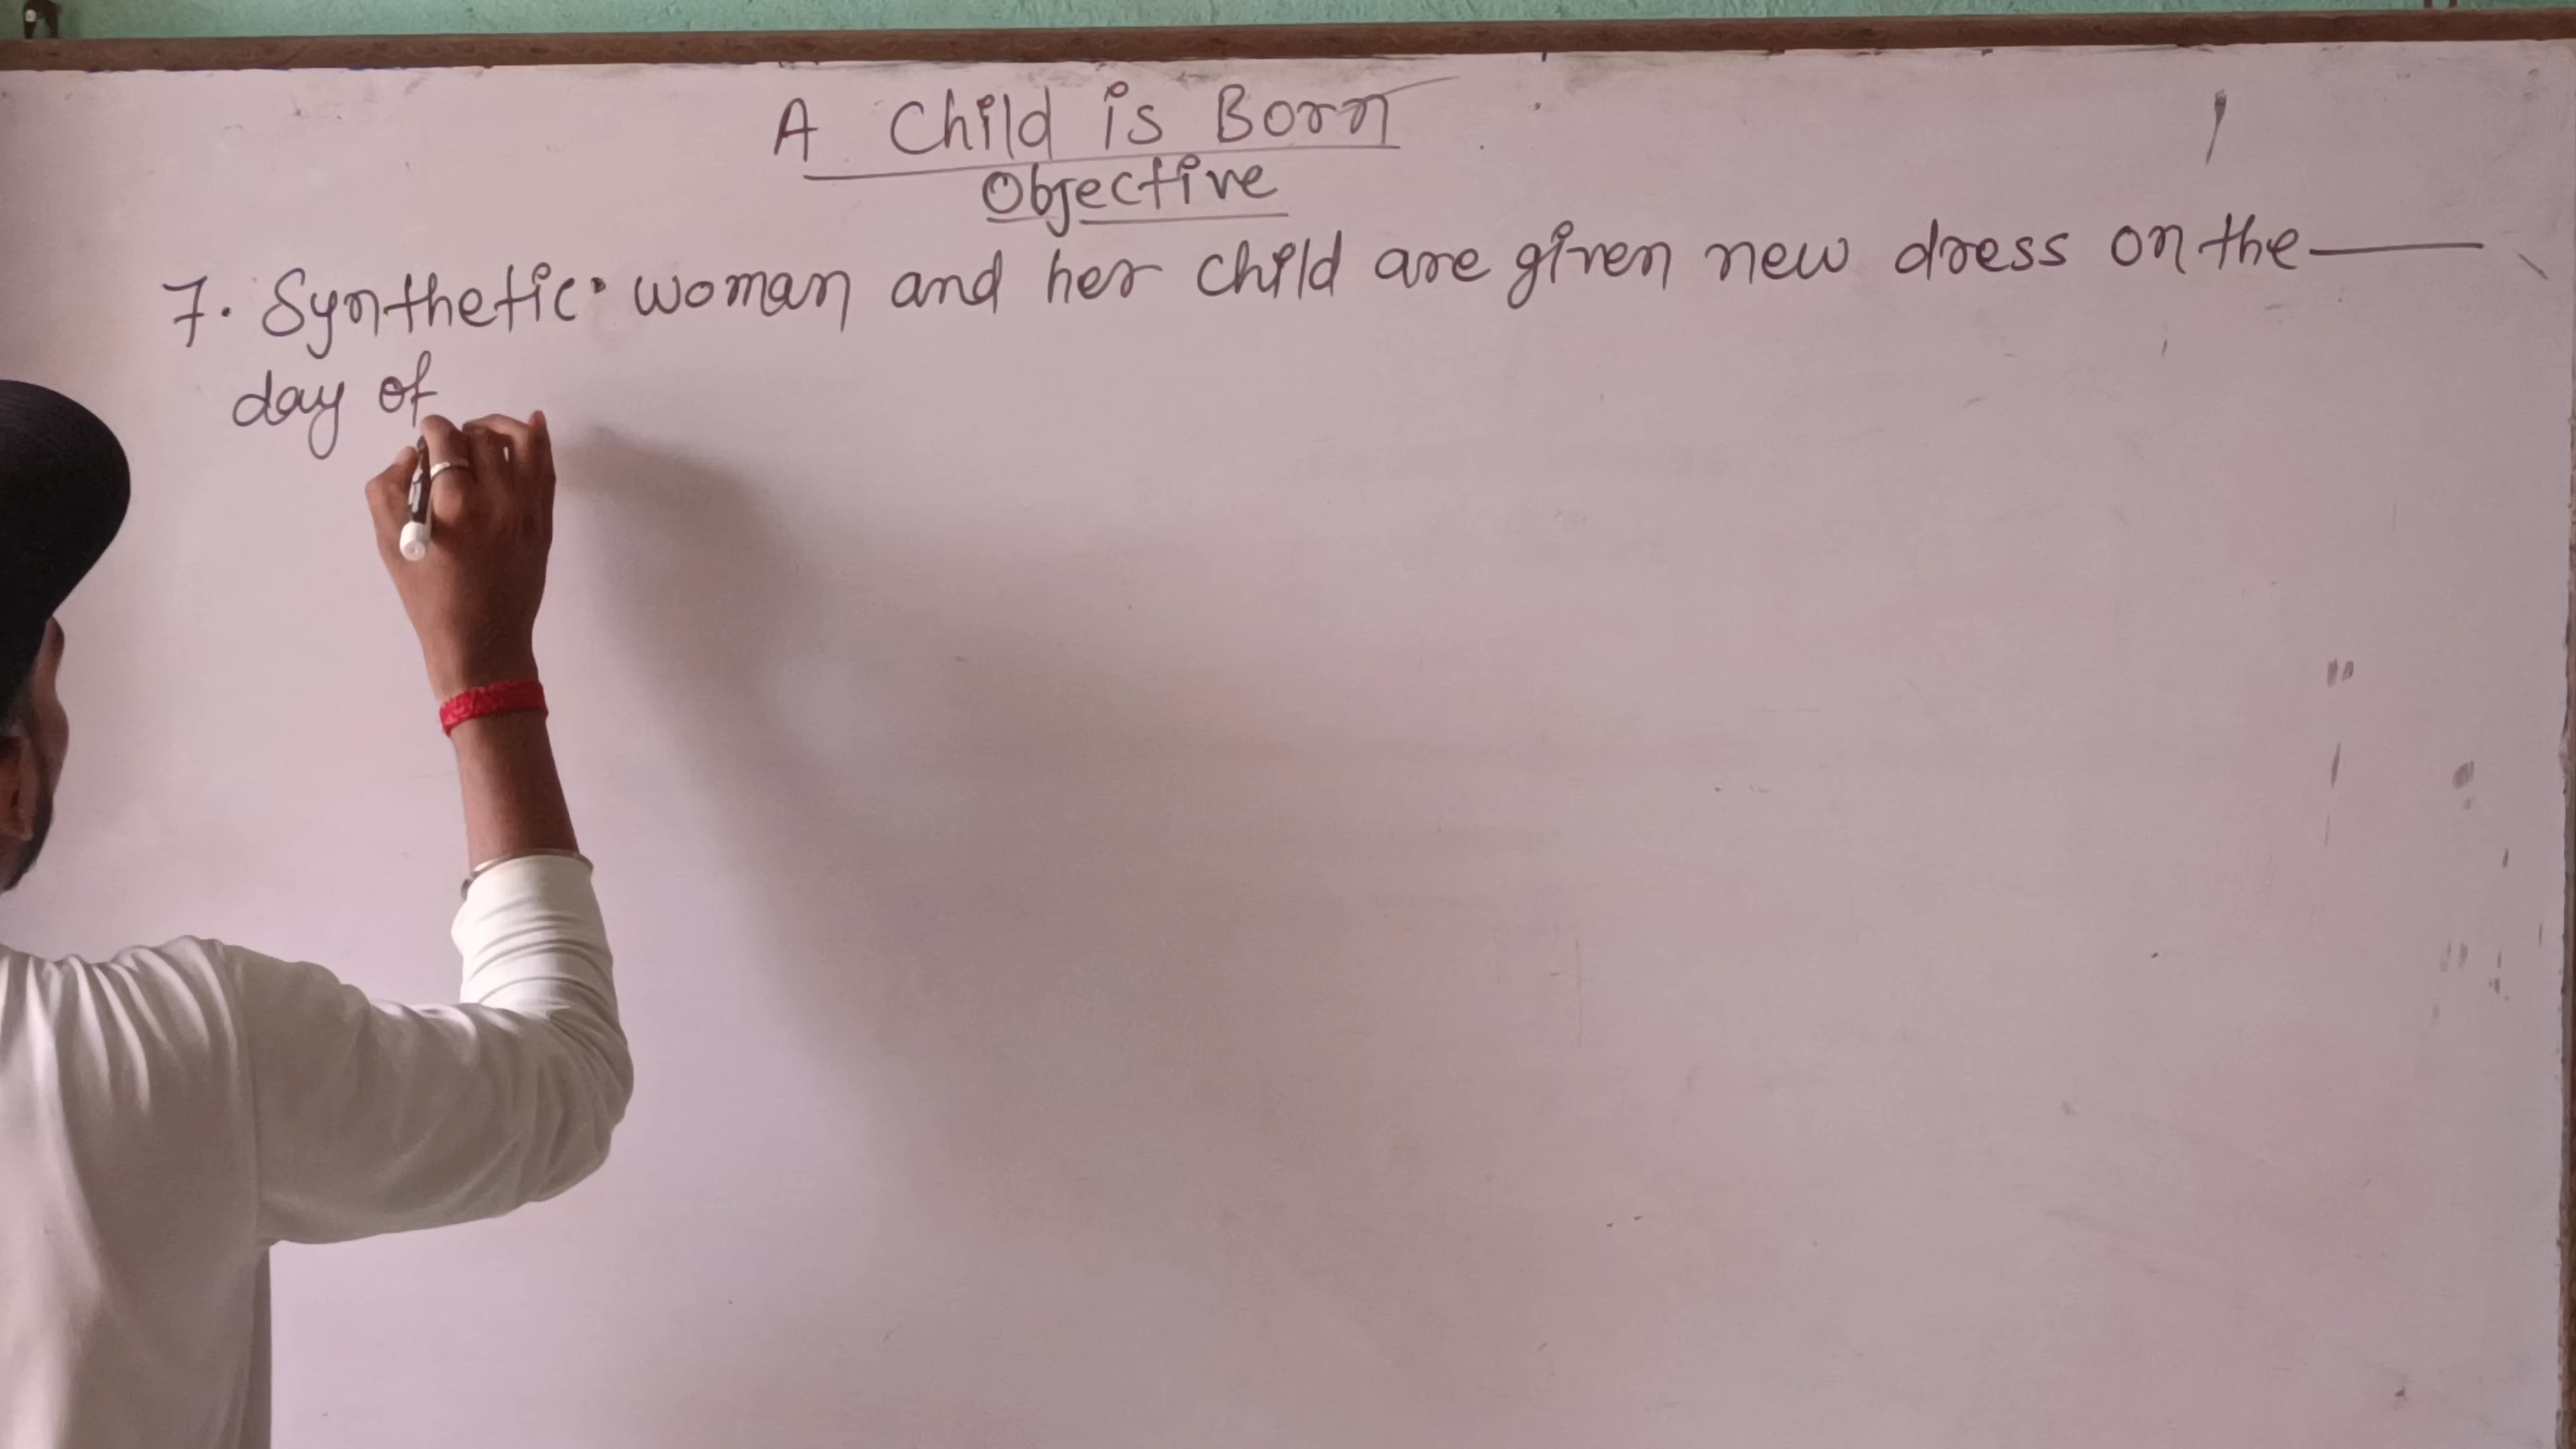 A Child is Born
Objective
7. Synthetic woman and her child are given new dress on the ———
day of